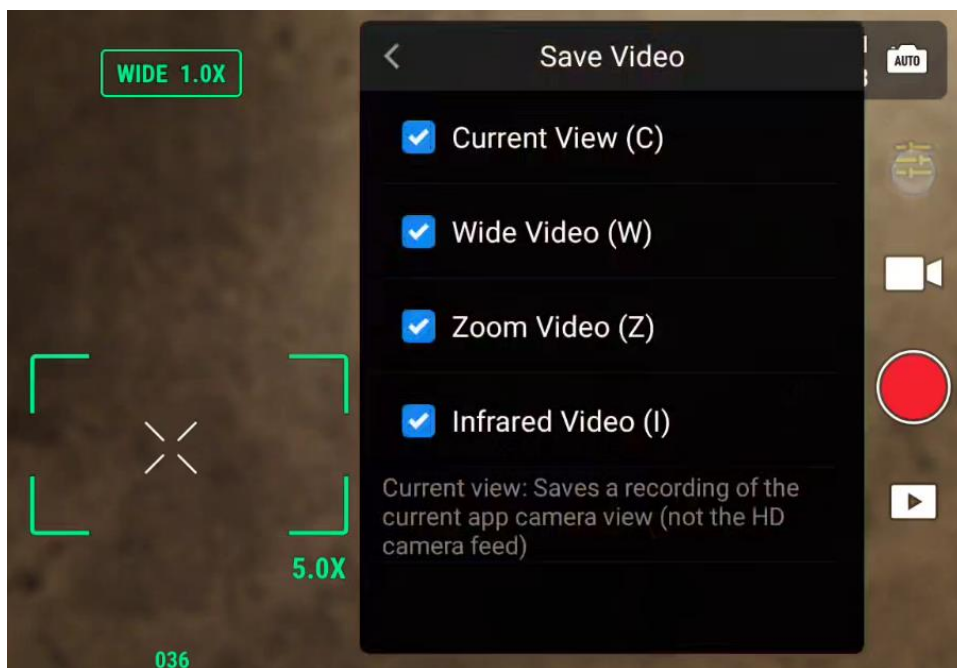 WIDE 1.0X
Save Video
AUTO
Current View (C)
Wide Video (W)
Zoom Video (Z)
Infrared Video (I)
Current view: Saves a recording of the
current app camera view (not the HD
camera feed)
5.0X
036